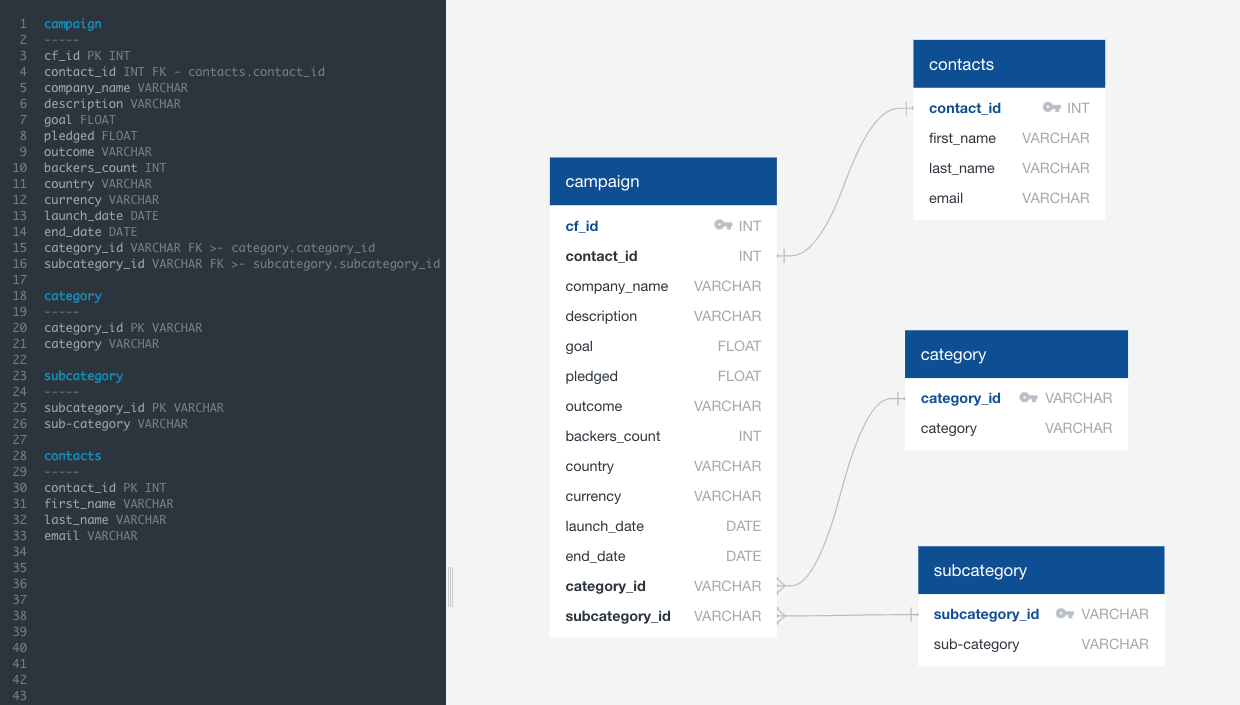 1 campaign
2 -----
3 cf_id PK INT
4 contact_id INT FK - contacts.contact_id
5 company_name VARCHAR
6 description VARCHAR
7 goal FLOAT
8 pledged FLOAT
9 outcome VARCHAR
10 backers_count INT
11 country VARCHAR
12 currency VARCHAR
13 launch_date DATE
14 end_date DATE
15 category_id VARCHAR FK >- category.category_id
16 subcategory_id VARCHAR FK >- subcategory.subcategory_id
17
18 category
19 -----
20 category_id PK VARCHAR
21 category VARCHAR
22
23 subcategory
24 -----
25 subcategory_id PK VARCHAR
26 sub-category VARCHAR
27
28 contacts
29 -----
30 contact_id PK INT
31 first_name VARCHAR
32 last_name VARCHAR
33 email VARCHAR
34
35
36
37
38
39
40
41
42
43
campaign
cf_id INT
contact_id INT
company_name VARCHAR
description VARCHAR
goal FLOAT
pledged FLOAT
outcome VARCHAR
backers_count INT
country VARCHAR
currency VARCHAR
launch_date DATE
end_date DATE
category_id VARCHAR
subcategory_id VARCHAR
contacts
contact_id INT
first_name VARCHAR
last_name VARCHAR
email VARCHAR
category
category_id VARCHAR
category VARCHAR
subcategory
subcategory_id VARCHAR
sub-category VARCHAR